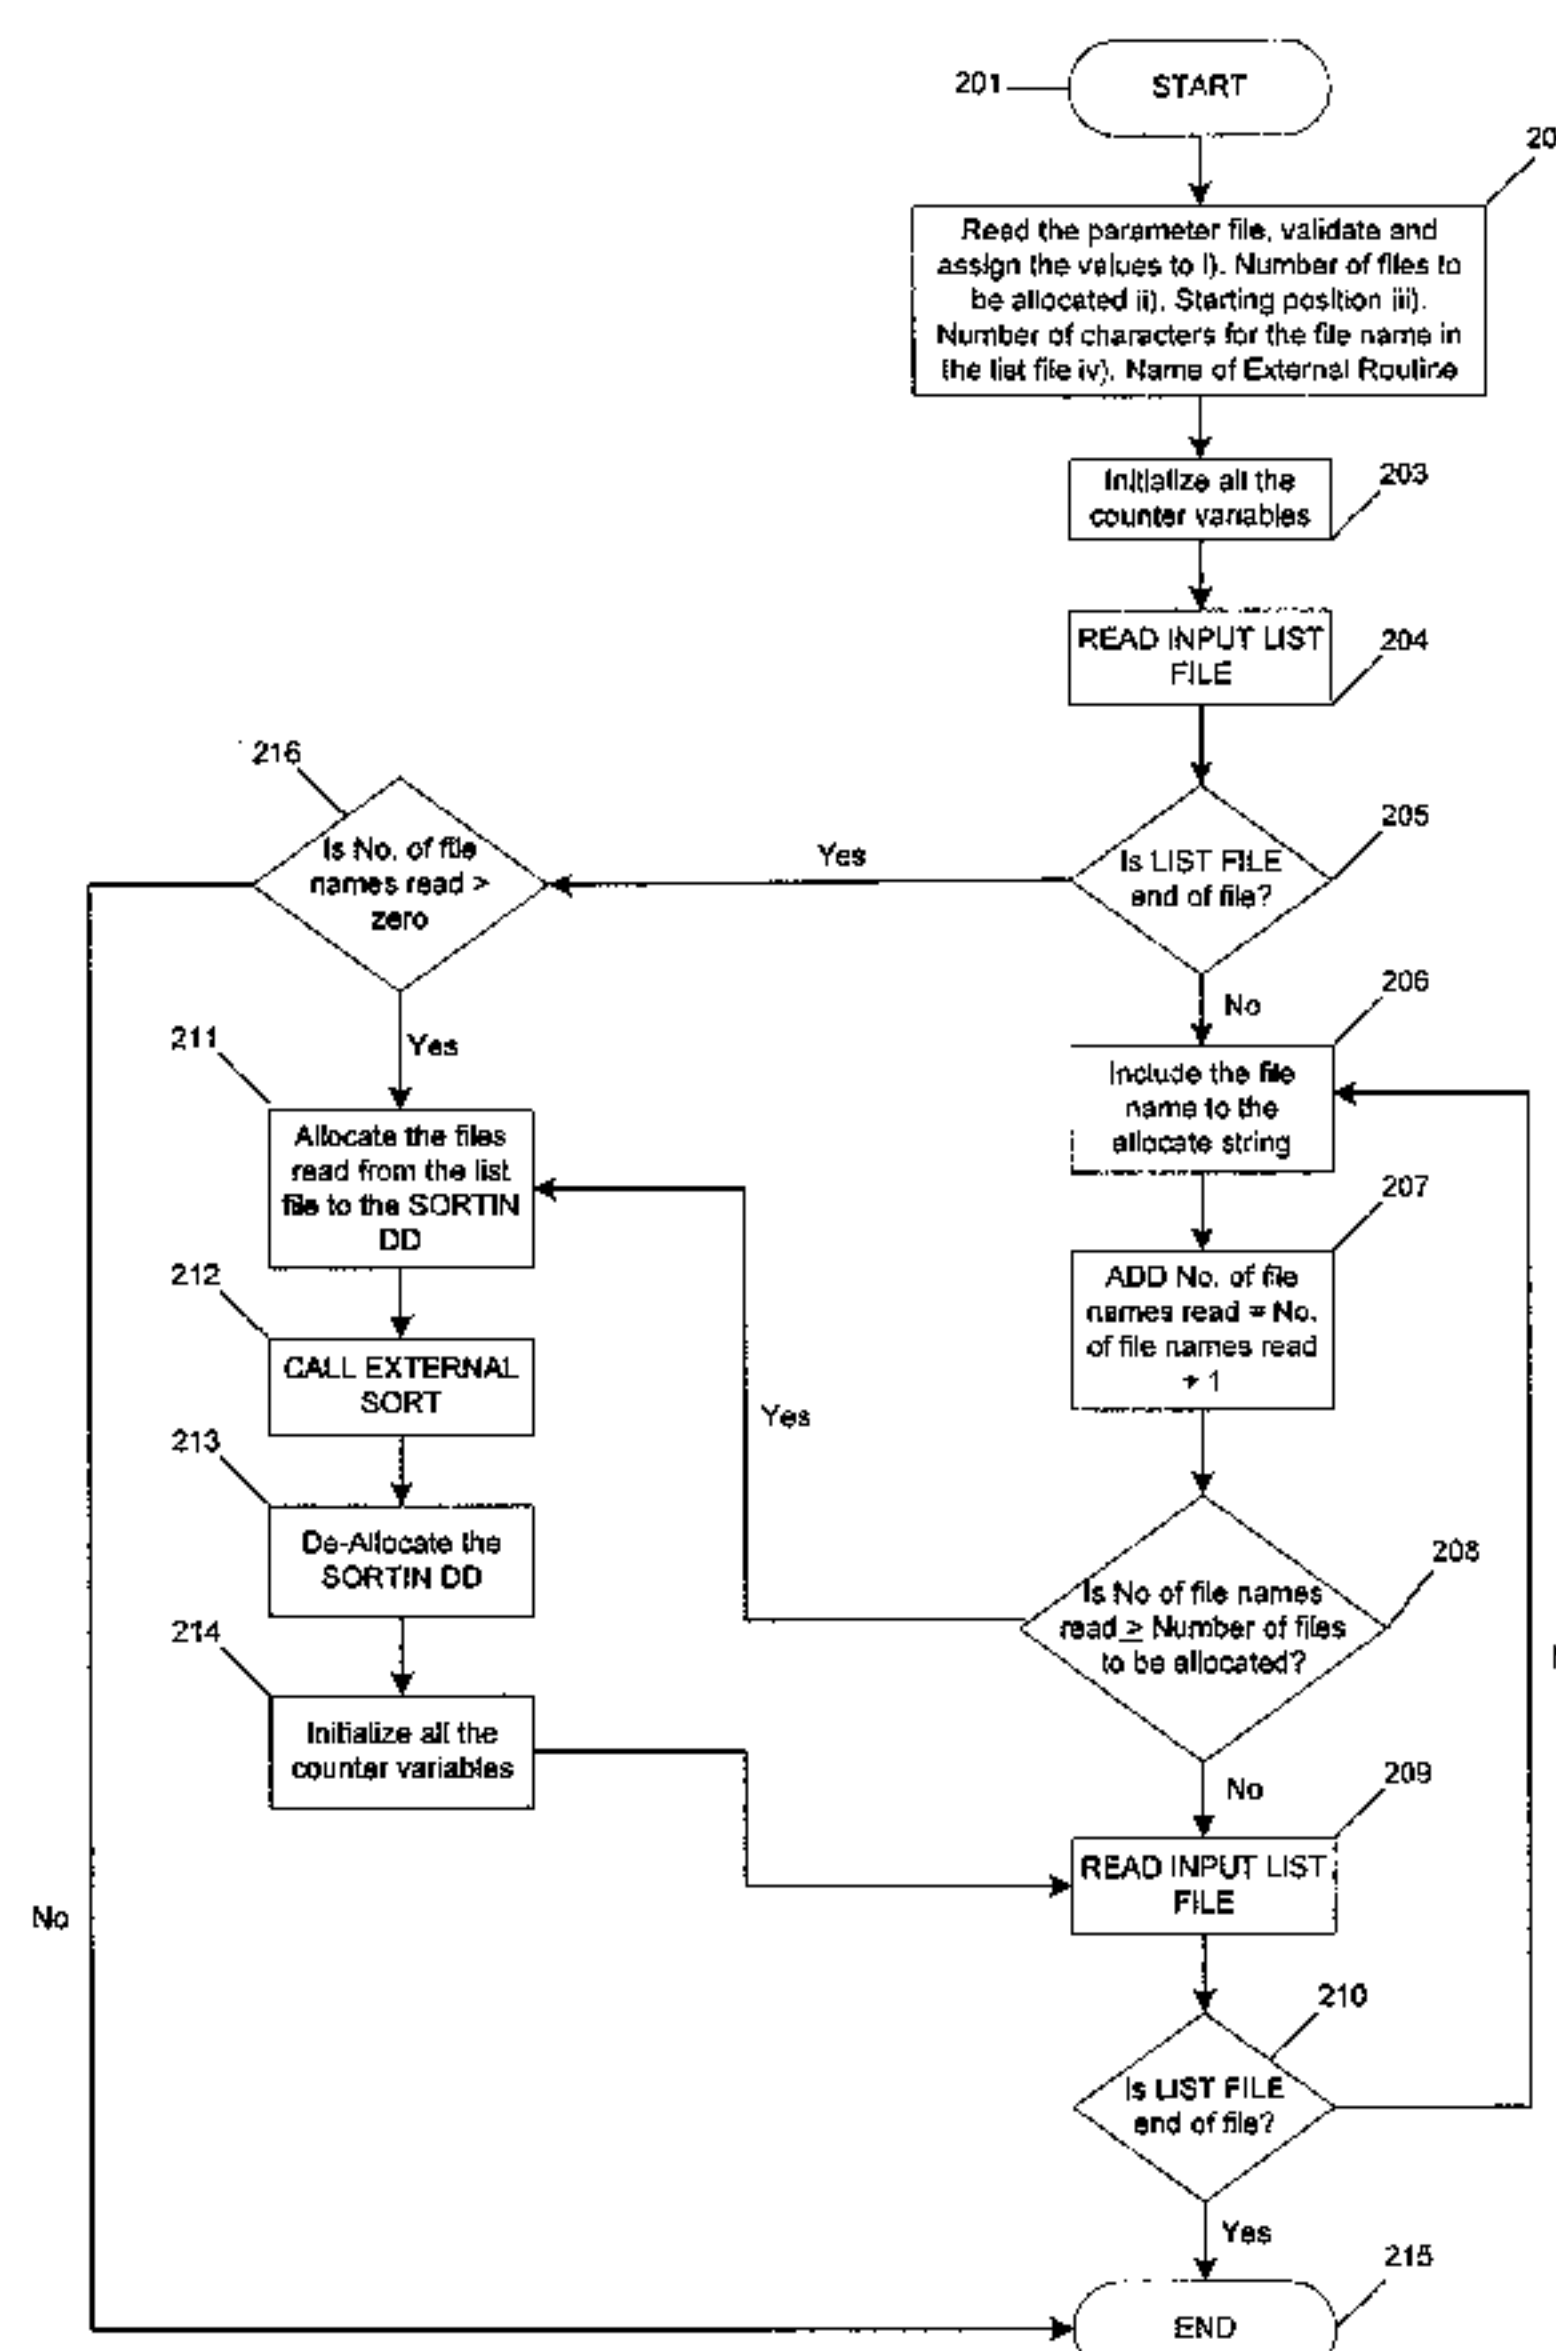 201
START
20
Read the parameter file, validate and
assign the values to i). Number of files to
be allocated ii). Starting position iii).
Number of characters for the file name in
the list file iv). Name of External Routine
Initialize all the
counter variables
203
READ INPUT LIST
FILE
204
216
Is No. of file
names read >
zero
Yes
Is LIST FILE
end of file?
205
No
206
211
Yes
Include the file
name to the
allocate string
Allocate the files
read from the list
file to the SORTIN
DD
207
ADD No. of file
names read = No.
of file names read
+ 1
212
CALL EXTERNAL
SORT
Yes
213
De-Allocate the
SORTIN DD
208
Is No of file names
read ≥ Number of files
to be allocated?
214
Initialize all the
counter variables
No
209
READ INPUT LIST
FILE
No
210
Is LIST FILE
end of file?
Yes
215
END